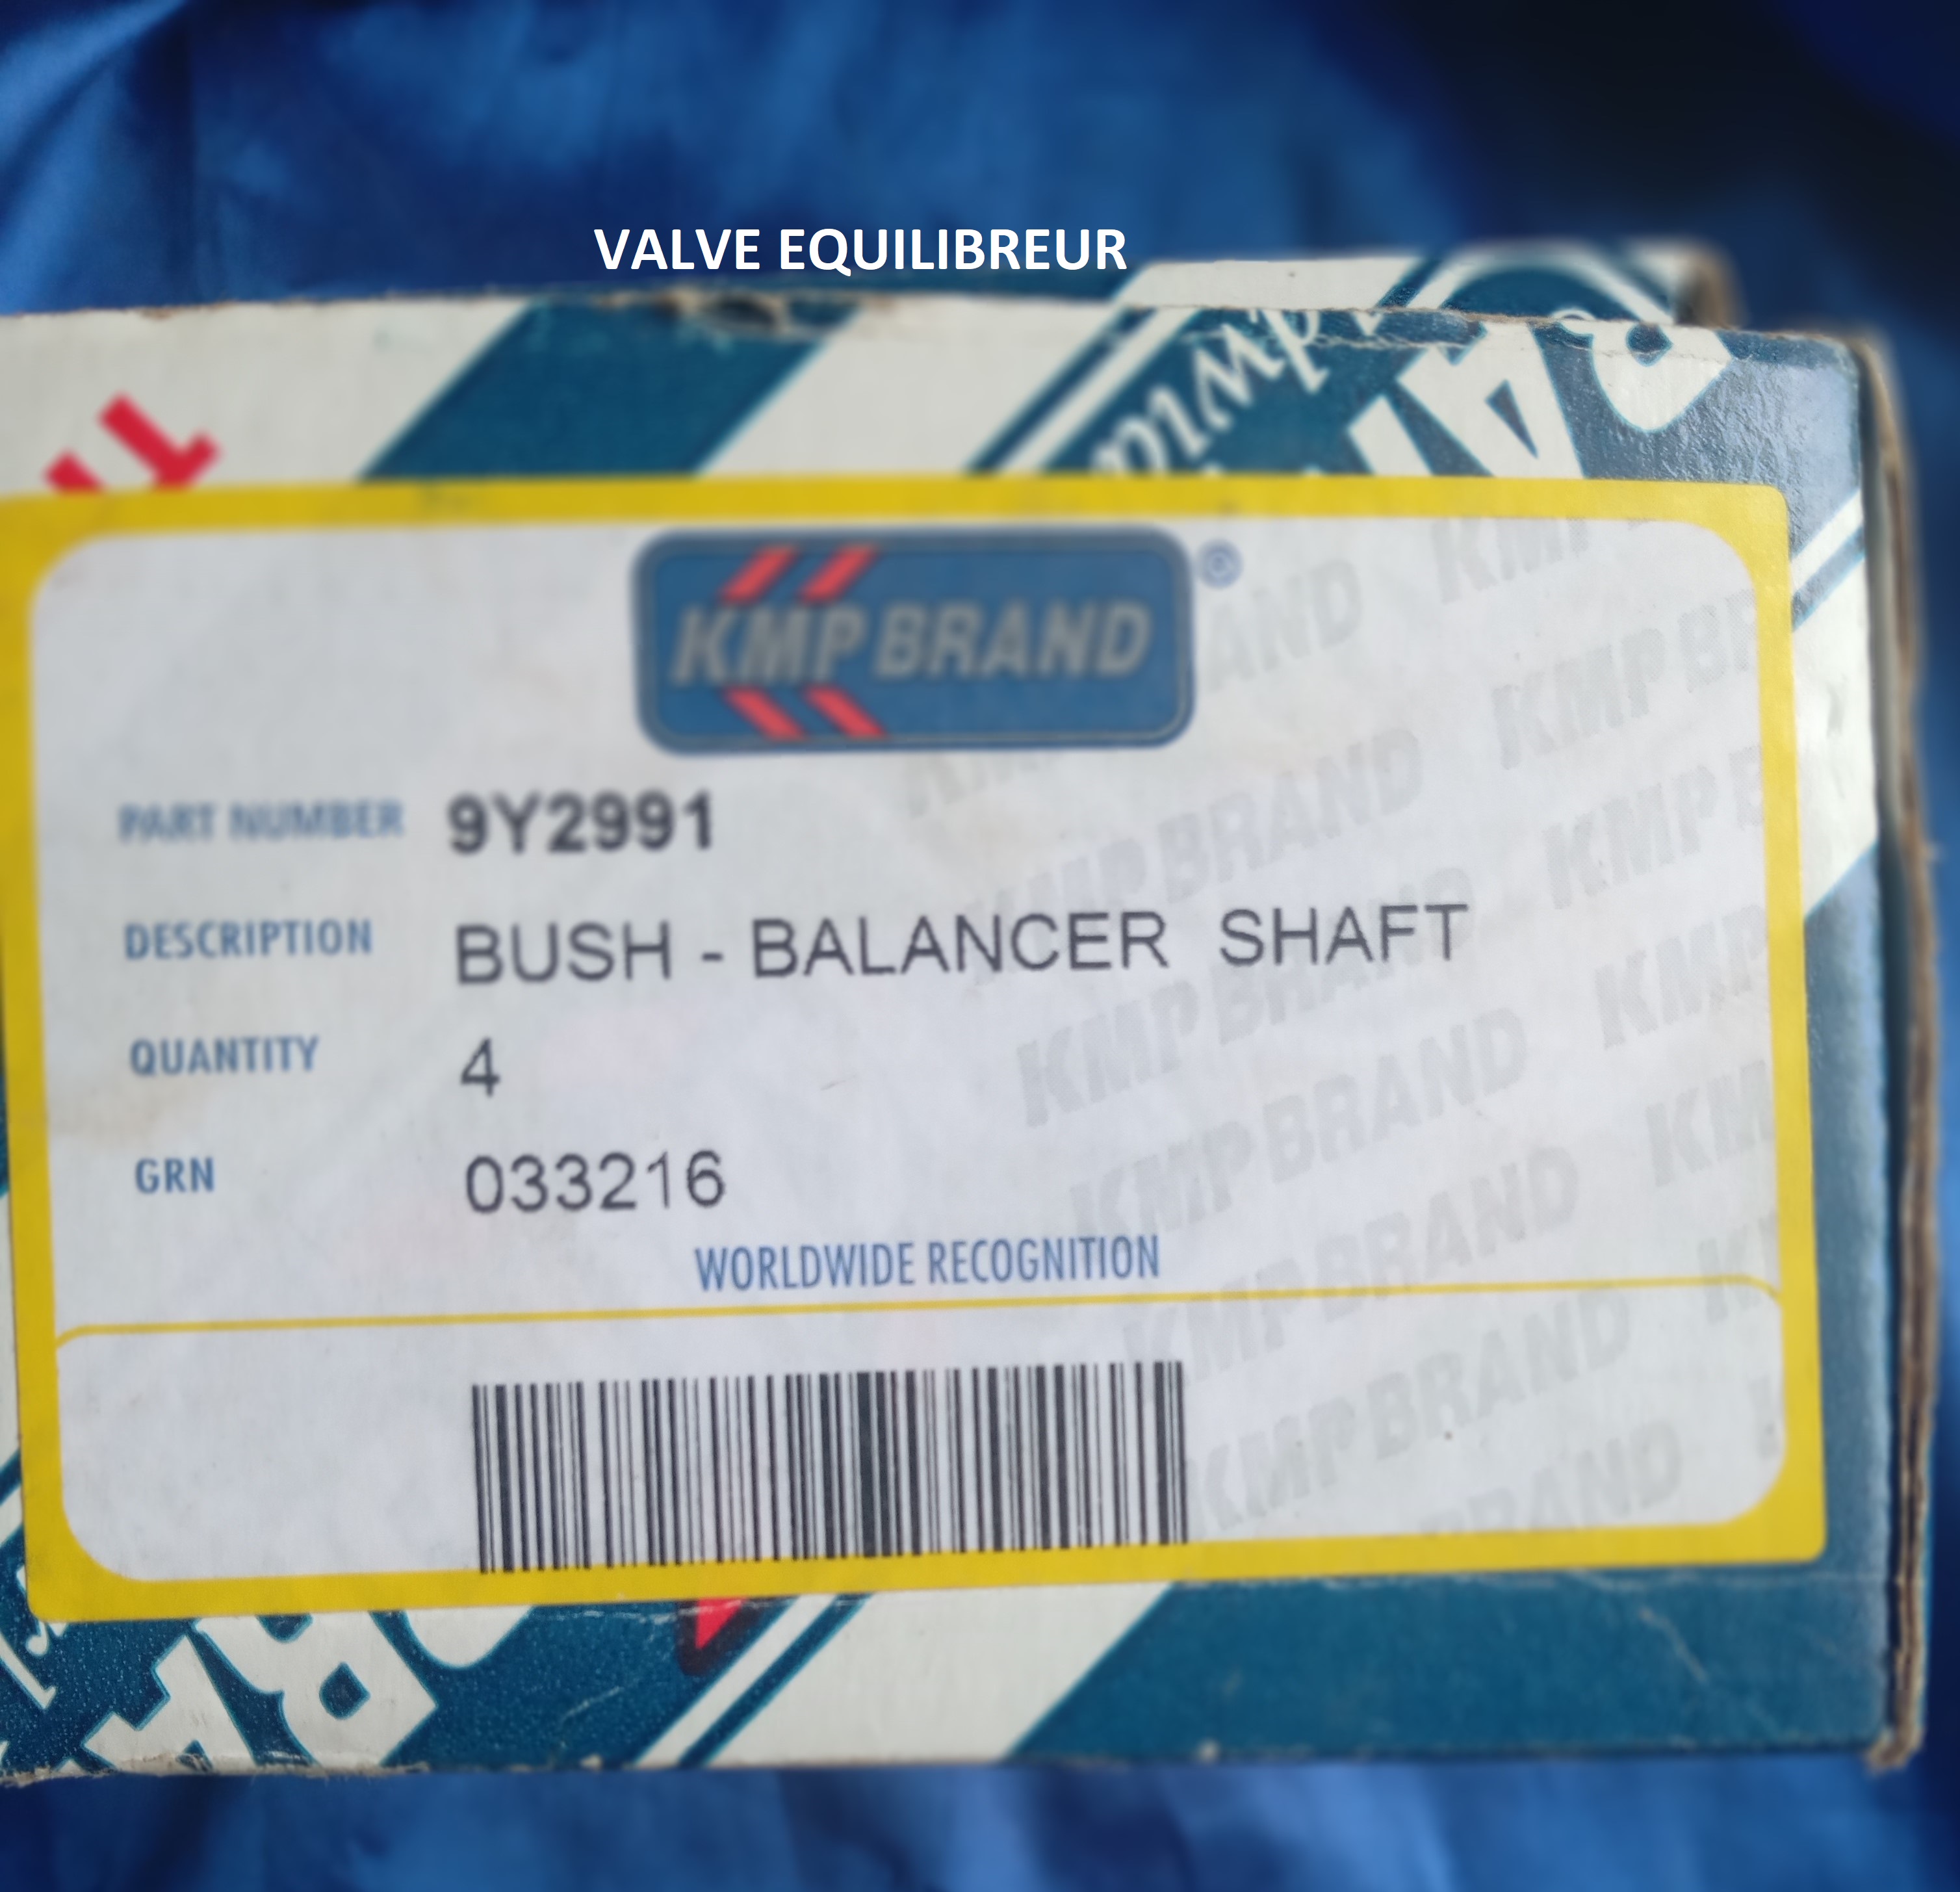 VALVE EQUILIBREUR
KMP BRAND ®
PART NUMBER 9Y2991
DESCRIPTION BUSH - BALANCER SHAFT
QUANTITY 4
GRN 033216
WORLDWIDE RECOGNITION